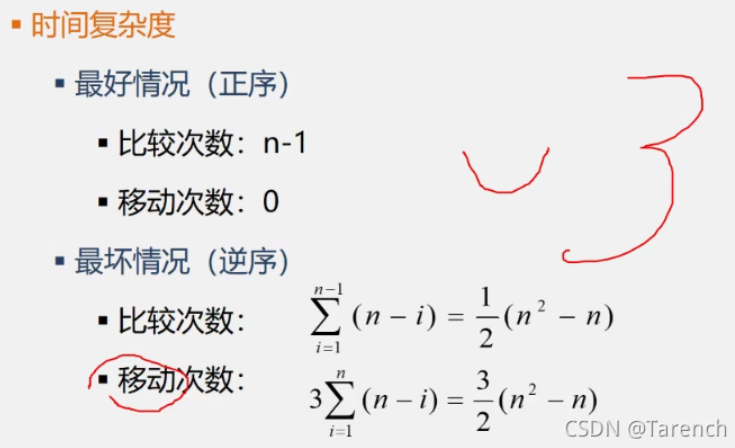 ▪ 时间复杂度
▪ 最好情况（正序）
▪ 比较次数：n-1
▪ 移动次数：0
3
▪ 最坏情况（逆序）
▪ 比较次数： \sum_{i=1}^{n-1}(n-i)=\frac{1}{2}(n^2-n)
▪ 移动次数： 3\sum_{i=1}^{n}(n-i)=\frac{3}{2}(n^2-n)
CSDN @Tarench